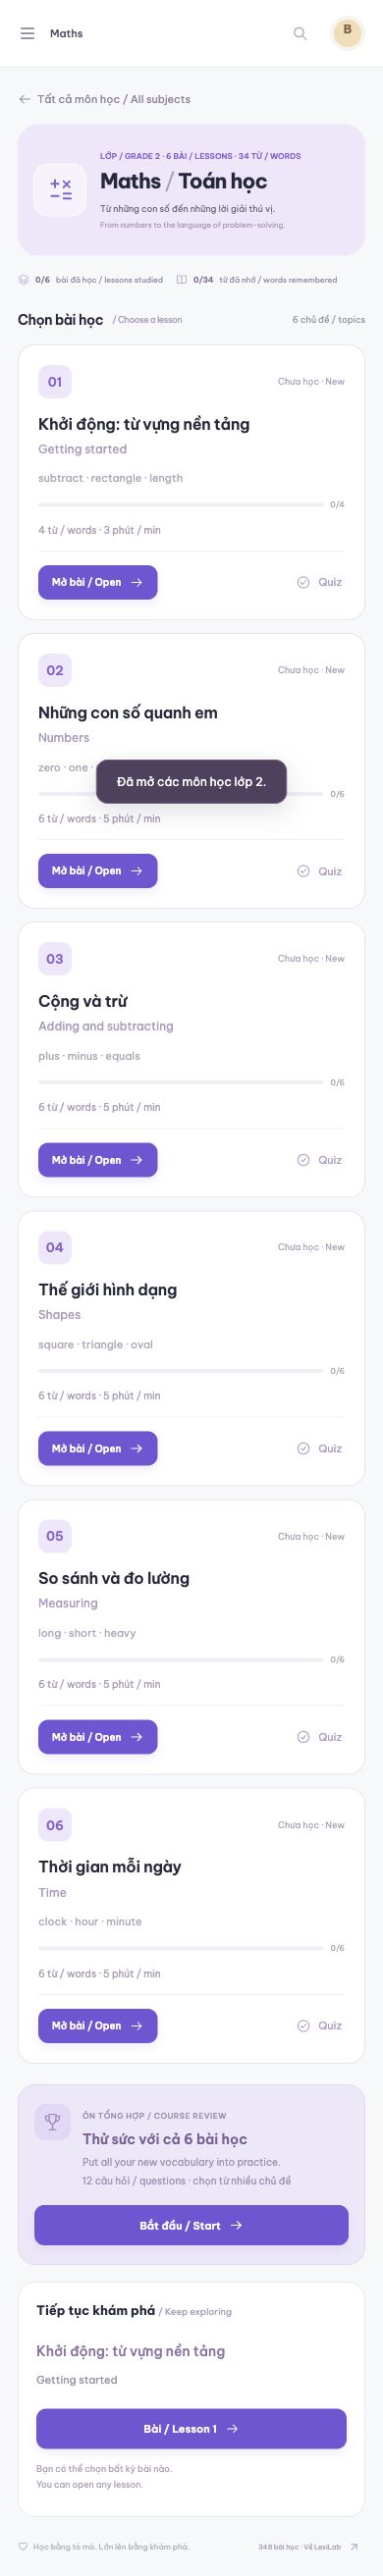 Maths
B
Tất cả môn học / All subjects
LỚP / GRADE 2 · 6 BÀI / LESSONS · 34 TỪ / WORDS
Maths / Toán học
Từ những con số đến những lời giải thú vị.
From numbers to the language of problem-solving.
0/6 bài đã học / lessons studied 0/34 từ đã nhớ / words remembered
Chọn bài học / Choose a lesson 6 chủ đề / topics
01 Chưa học · New
Khởi động: từ vựng nền tảng
Getting started
subtract · rectangle · length
0/4
4 từ / words · 3 phút / min
Mở bài / Open Quiz
02 Chưa học · New
Những con số quanh em
Numbers
zero · one ·
Đã mở các môn học lớp 2.
0/6
6 từ / words · 5 phút / min
Mở bài / Open Quiz
03 Chưa học · New
Cộng và trừ
Adding and subtracting
plus · minus · equals
0/6
6 từ / words · 5 phút / min
Mở bài / Open Quiz
04 Chưa học · New
Thế giới hình dạng
Shapes
square · triangle · oval
0/6
6 từ / words · 5 phút / min
Mở bài / Open Quiz
05 Chưa học · New
So sánh và đo lường
Measuring
long · short · heavy
0/6
6 từ / words · 5 phút / min
Mở bài / Open Quiz
06 Chưa học · New
Thời gian mỗi ngày
Time
clock · hour · minute
0/6
6 từ / words · 5 phút / min
Mở bài / Open Quiz
ÔN TỔNG HỢP / COURSE REVIEW
Thử sức với cả 6 bài học
Put all your new vocabulary into practice.
12 câu hỏi / questions · chọn từ nhiều chủ đề
Bắt đầu / Start
Tiếp tục khám phá / Keep exploring
Khởi động: từ vựng nền tảng
Getting started
Bài / Lesson 1
Bạn có thể chọn bất kỳ bài nào.
You can open any lesson.
Học bằng tò mò. Lớn lên bằng khám phá. 348 bài học · Về LexiLab